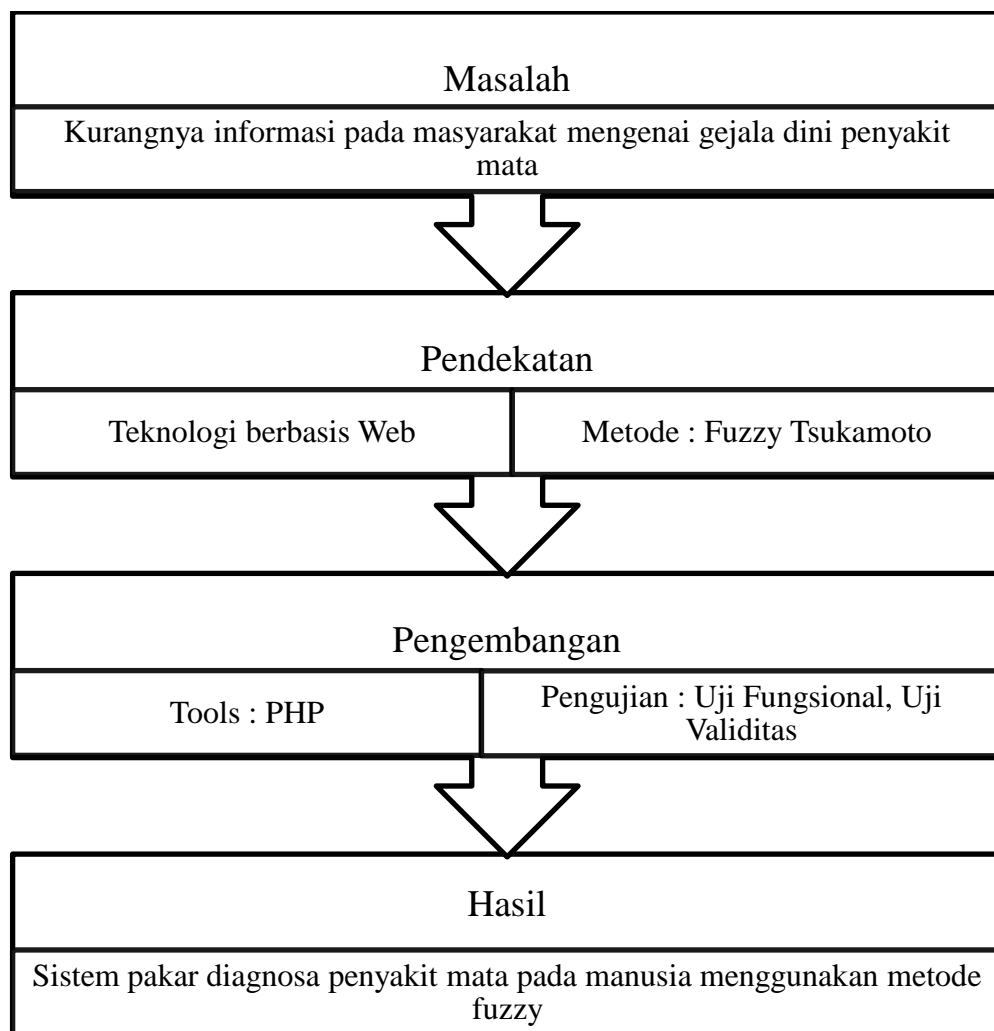 Masalah
Kurangnya informasi pada masyarakat mengenai gejala dini penyakit
mata
Pendekatan
Teknologi berbasis Web
Metode : Fuzzy Tsukamoto
Pengembangan
Tools : PHP
Pengujian : Uji Fungsional, Uji
Validitas
Hasil
Sistem pakar diagnosa penyakit mata pada manusia menggunakan metode
fuzzy